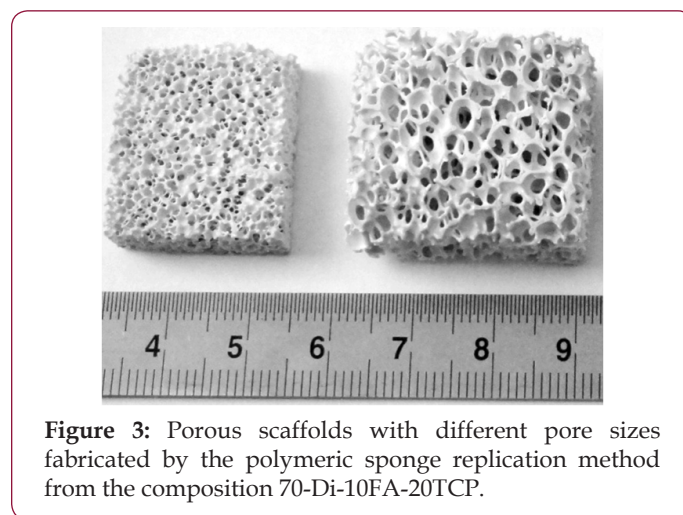 4 5 6 7 8 9
Figure 3: Porous scaffolds with different pore sizes
fabricated by the polymeric sponge replication method
from the composition 70-Di-10FA-20TCP.